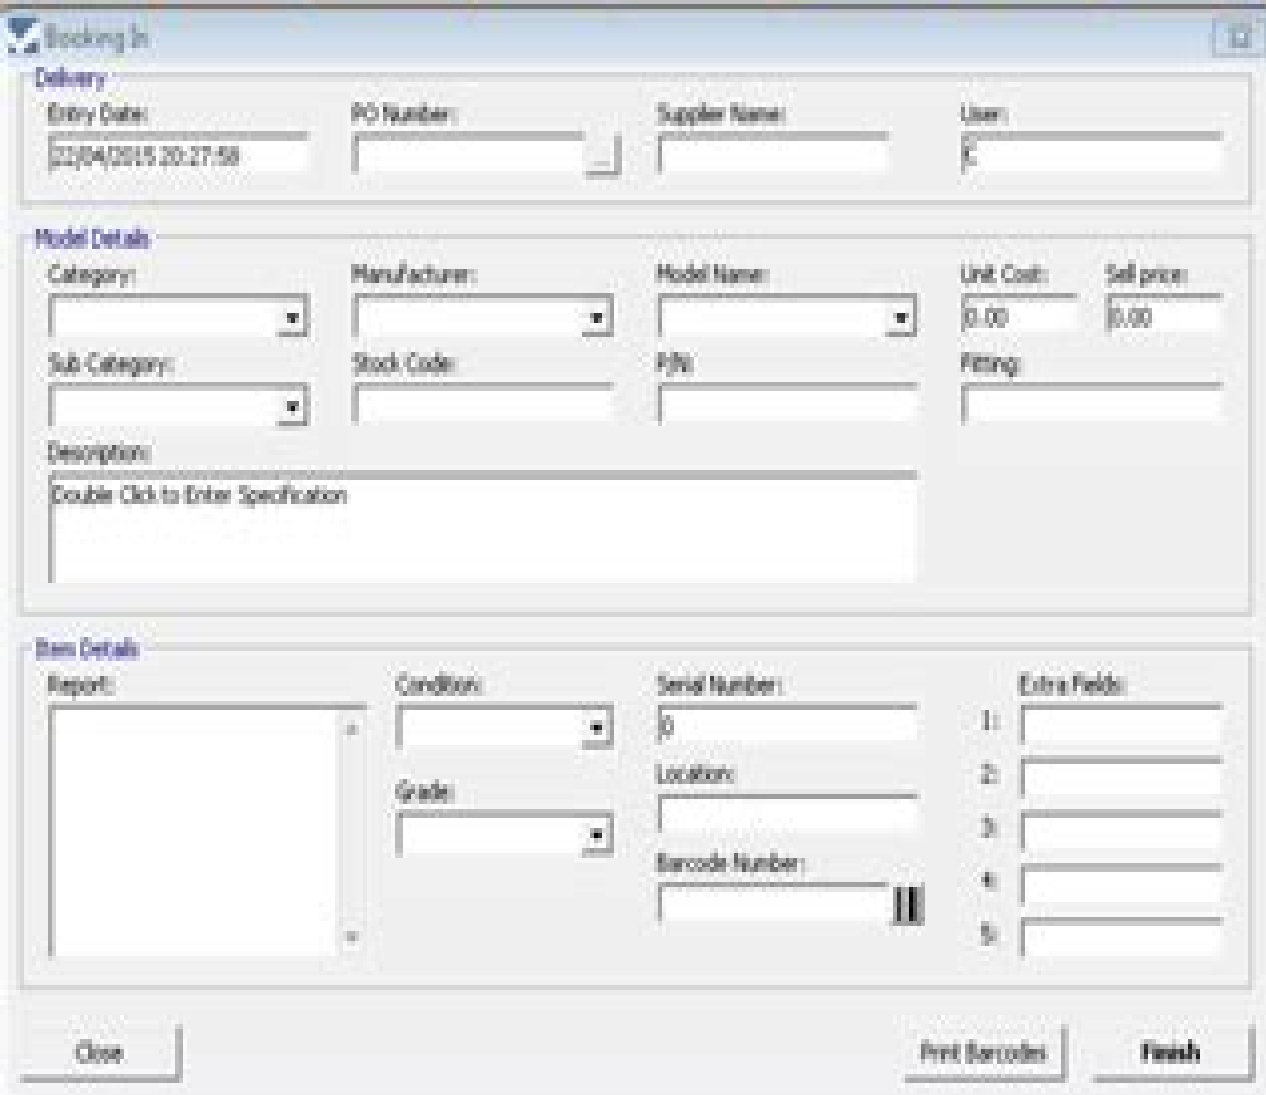 Booking In
Delivery
Entry Date: PO Number: Supplier Name: User:
22/04/2015 20:27:58 ...
Model Details
Category: Manufacturer: Model Name: Unit Cost: Sell price:
0.00 0.00
Sub Category: Stock Code: P/N: Fitting:
Description:
Double Click to Enter Specification
Item Details
Report: Condition: Serial Number: Extra Fields:
0 1:
Location: 2:
Grade: 3:
Barcode Number: 4:
5:
Close Print Barcodes Finish